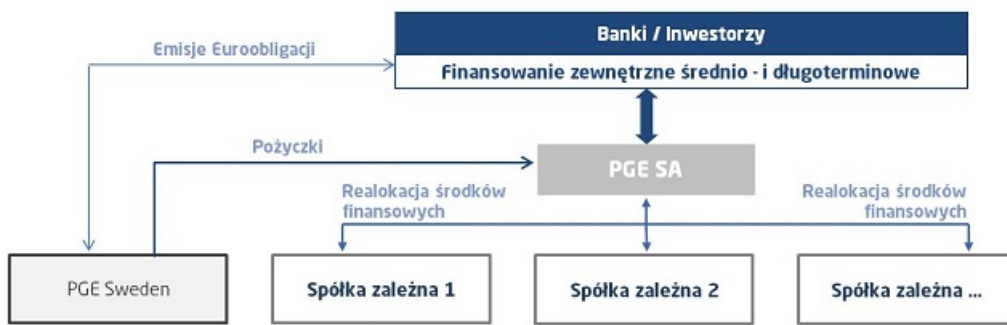 Banki / Inwestorzy
Emisje Euroobligacji
Finansowanie zewnętrzne średnio - i długoterminowe
Pożyczki
PGE SA
Realokacja środków
finansowych
Realokacja środków
finansowych
PGE Sweden
Spółka zależna 1
Spółka zależna 2
Spółka zależna ...